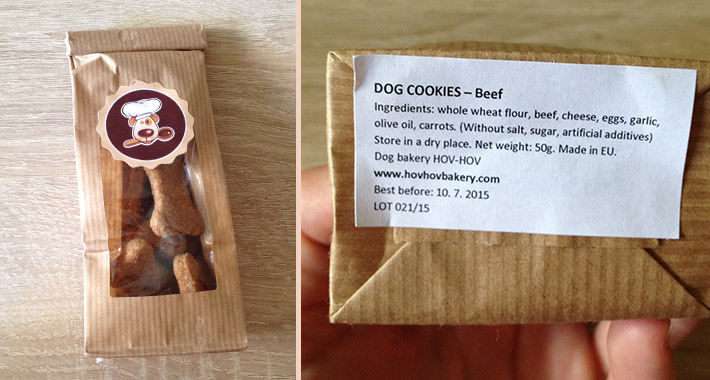 DOG COOKIES – Beef
Ingredients: whole wheat flour, beef, cheese, eggs, garlic,
olive oil, carrots. (Without salt, sugar, artificial additives)
Store in a dry place. Net weight: 50g. Made in EU.
Dog bakery HOV-HOV
www.hovhovbakery.com
Best before: 10. 7. 2015
LOT 021/15